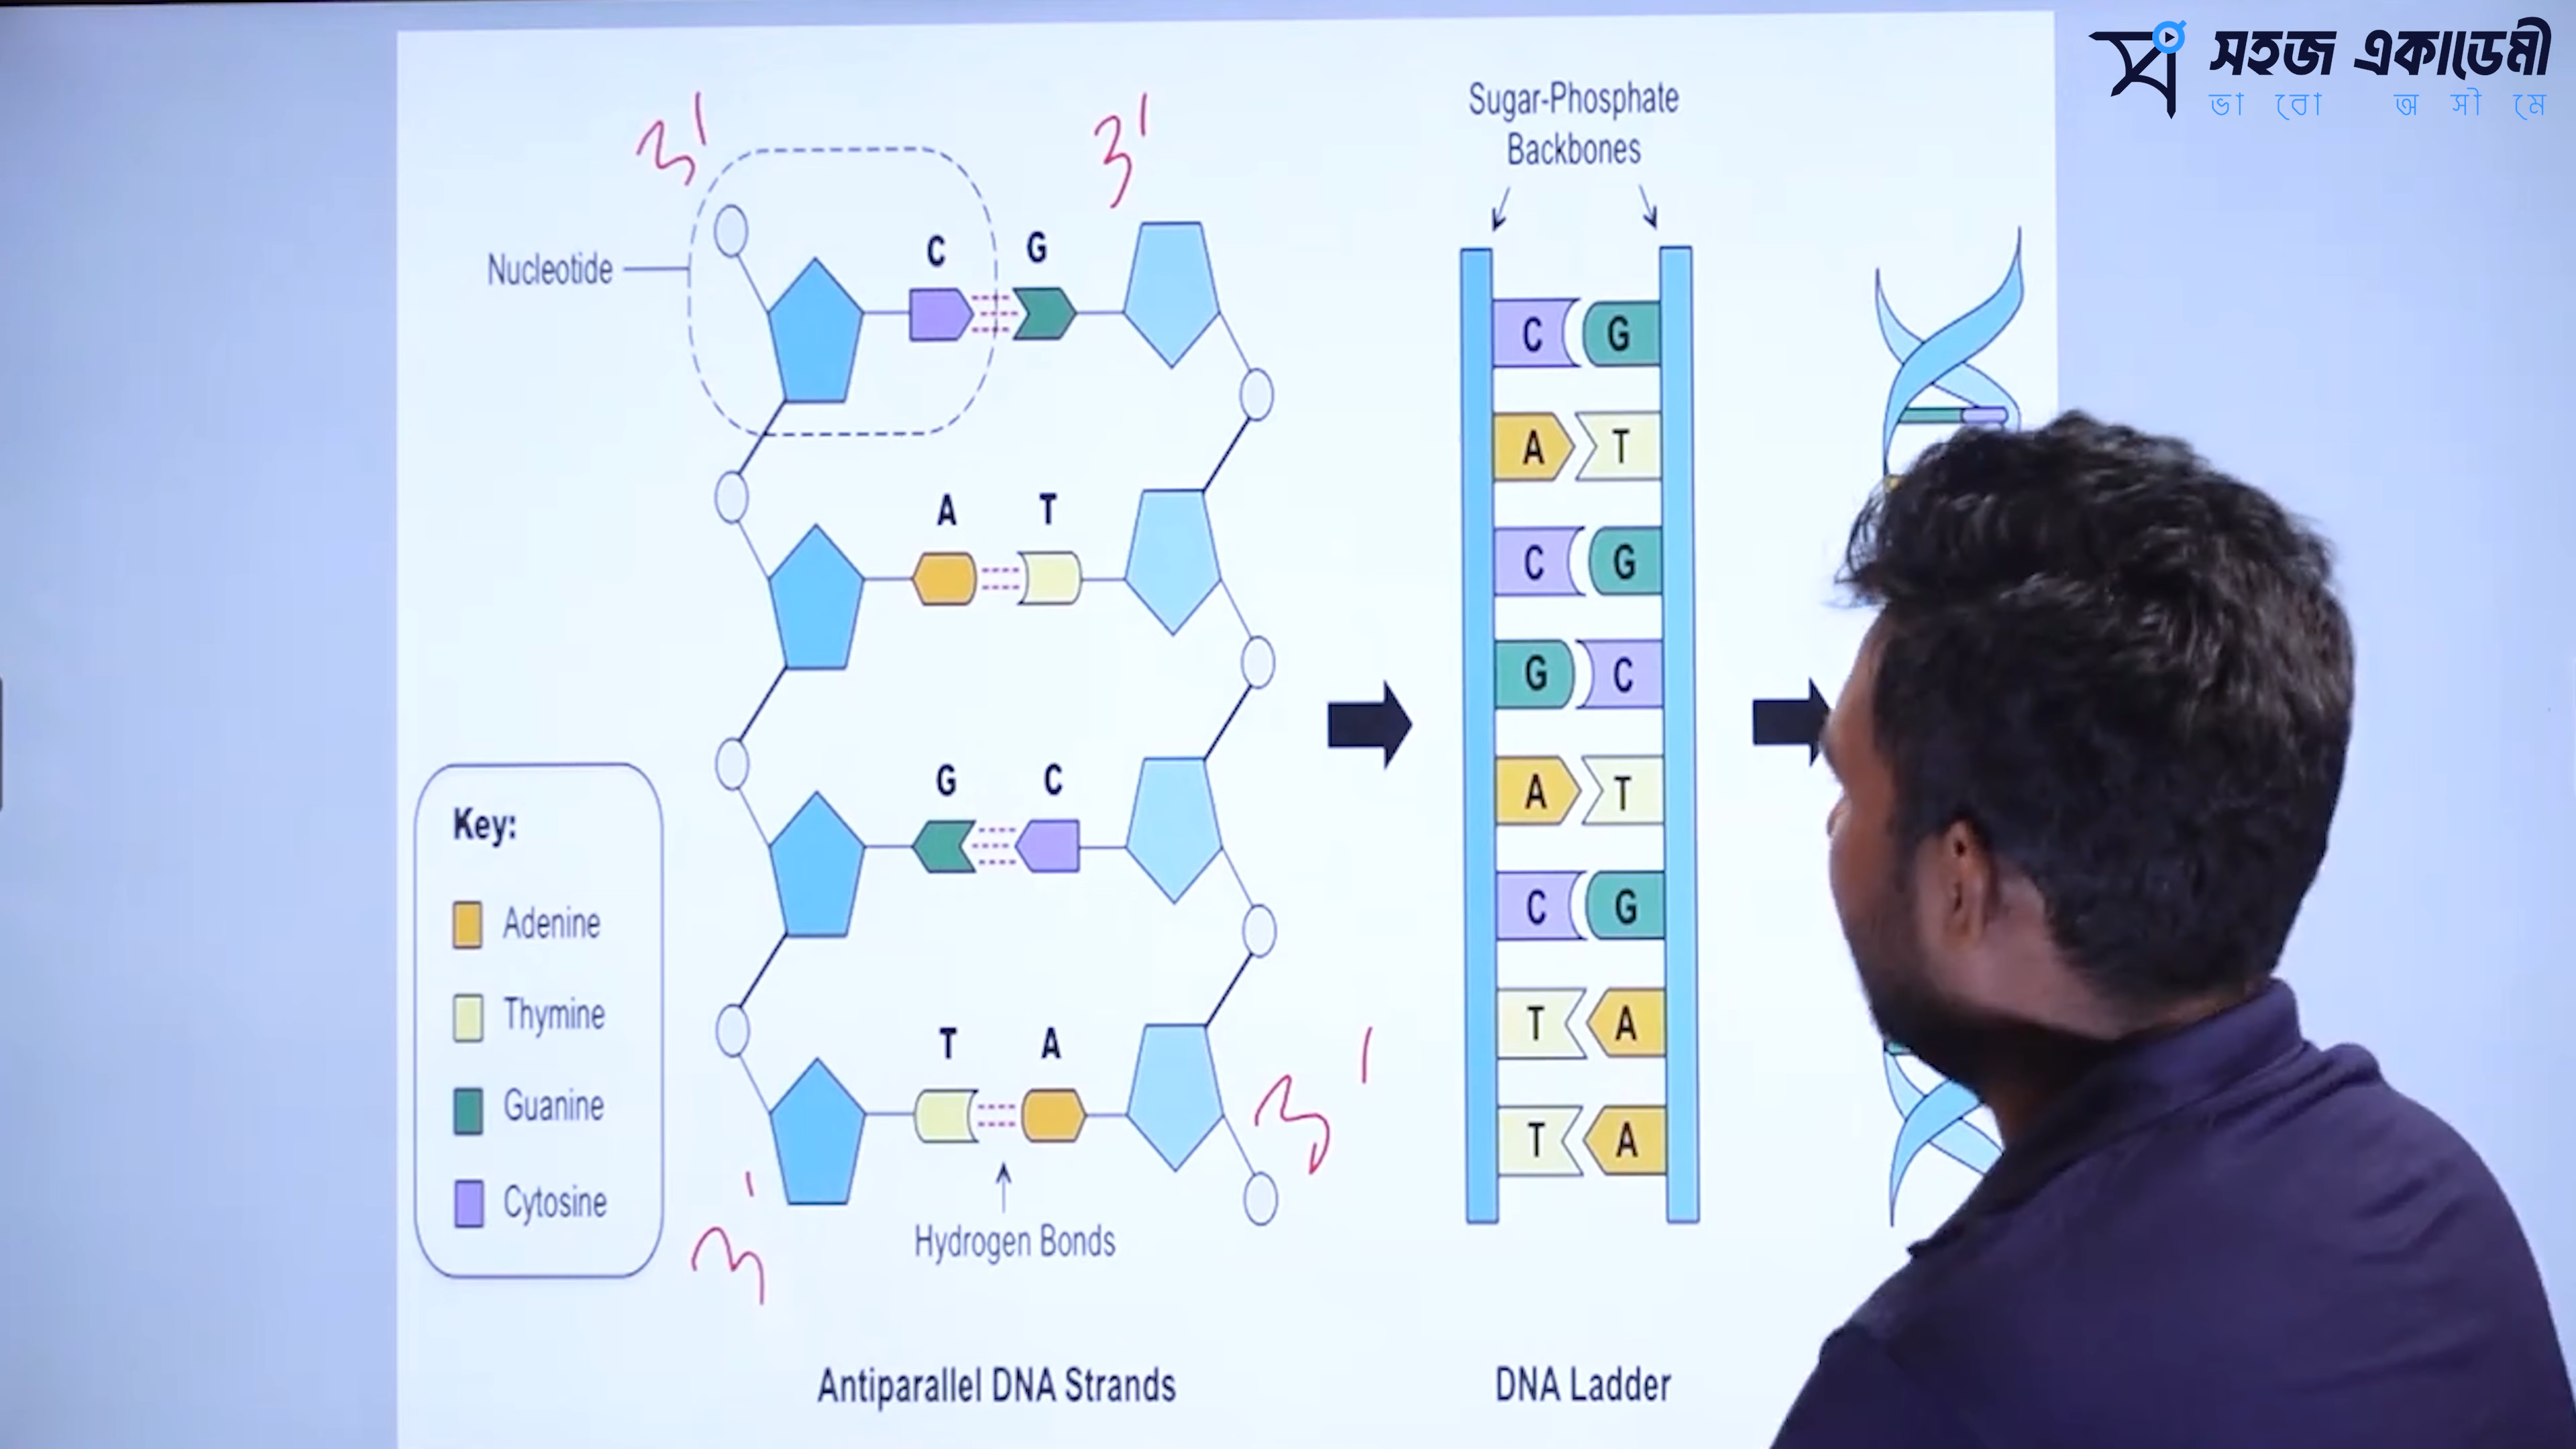 সহজ একাডেমী
ভা রো অ সী মে
Sugar-Phosphate
Backbones
3'
3'
Nucleotide
C G
A T
G C
T A
Hydrogen Bonds
3'
3'
Key:
Adenine
Thymine
Guanine
Cytosine
C G
A T
C G
G C
A T
C G
T A
T A
Antiparallel DNA Strands
DNA Ladder